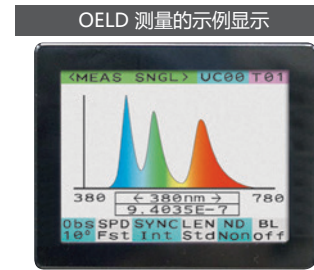 OELD 测量的示例显示
<MEAS SNGL> UC00 T01
380 ← 380nm → 780
9.4035E-7
Obs SPD SYNC LEN ND BL
10° Fst Int Std Non off